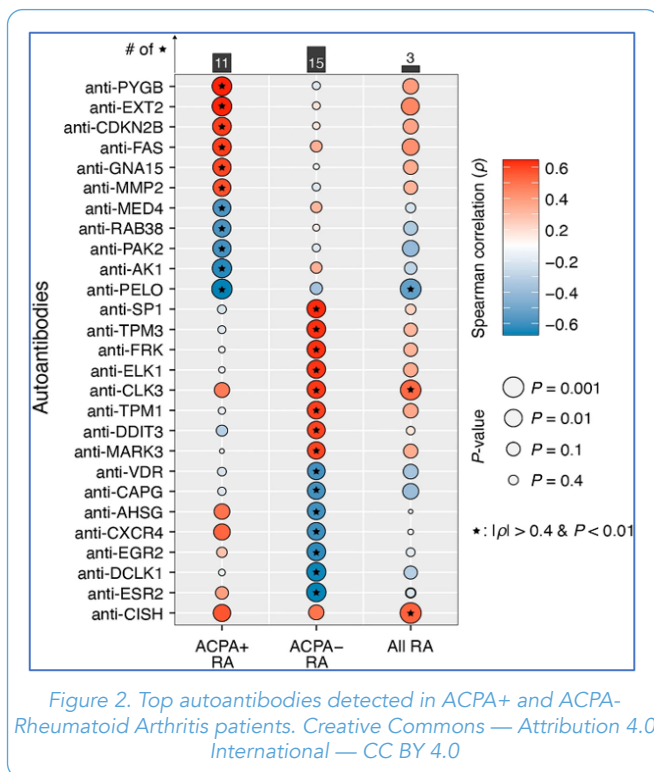 # of ★
11
15
3
anti-PYGB
anti-EXT2
anti-CDKN2B
anti-FAS
anti-GNA15
anti-MMP2
anti-MED4
anti-RAB38
anti-PAK2
anti-AK1
anti-PELO
anti-SP1
anti-TPM3
anti-FRK
anti-ELK1
anti-CLK3
anti-TPM1
anti-DDIT3
anti-MARK3
anti-VDR
anti-CAPG
anti-AHSG
anti-CXCR4
anti-EGR2
anti-DCLK1
anti-ESR2
anti-CISH
Autoantibodies
ACPA+
RA
ACPA−
RA
All RA
Spearman correlation (ρ)
0.6
0.4
0.2
−0.2
−0.4
−0.6
P-value
P = 0.001
P = 0.01
P = 0.1
P = 0.4
★: |ρ| > 0.4 & P < 0.01
Figure 2. Top autoantibodies detected in ACPA+ and ACPA-
Rheumatoid Arthritis patients. Creative Commons — Attribution 4.0
International — CC BY 4.0